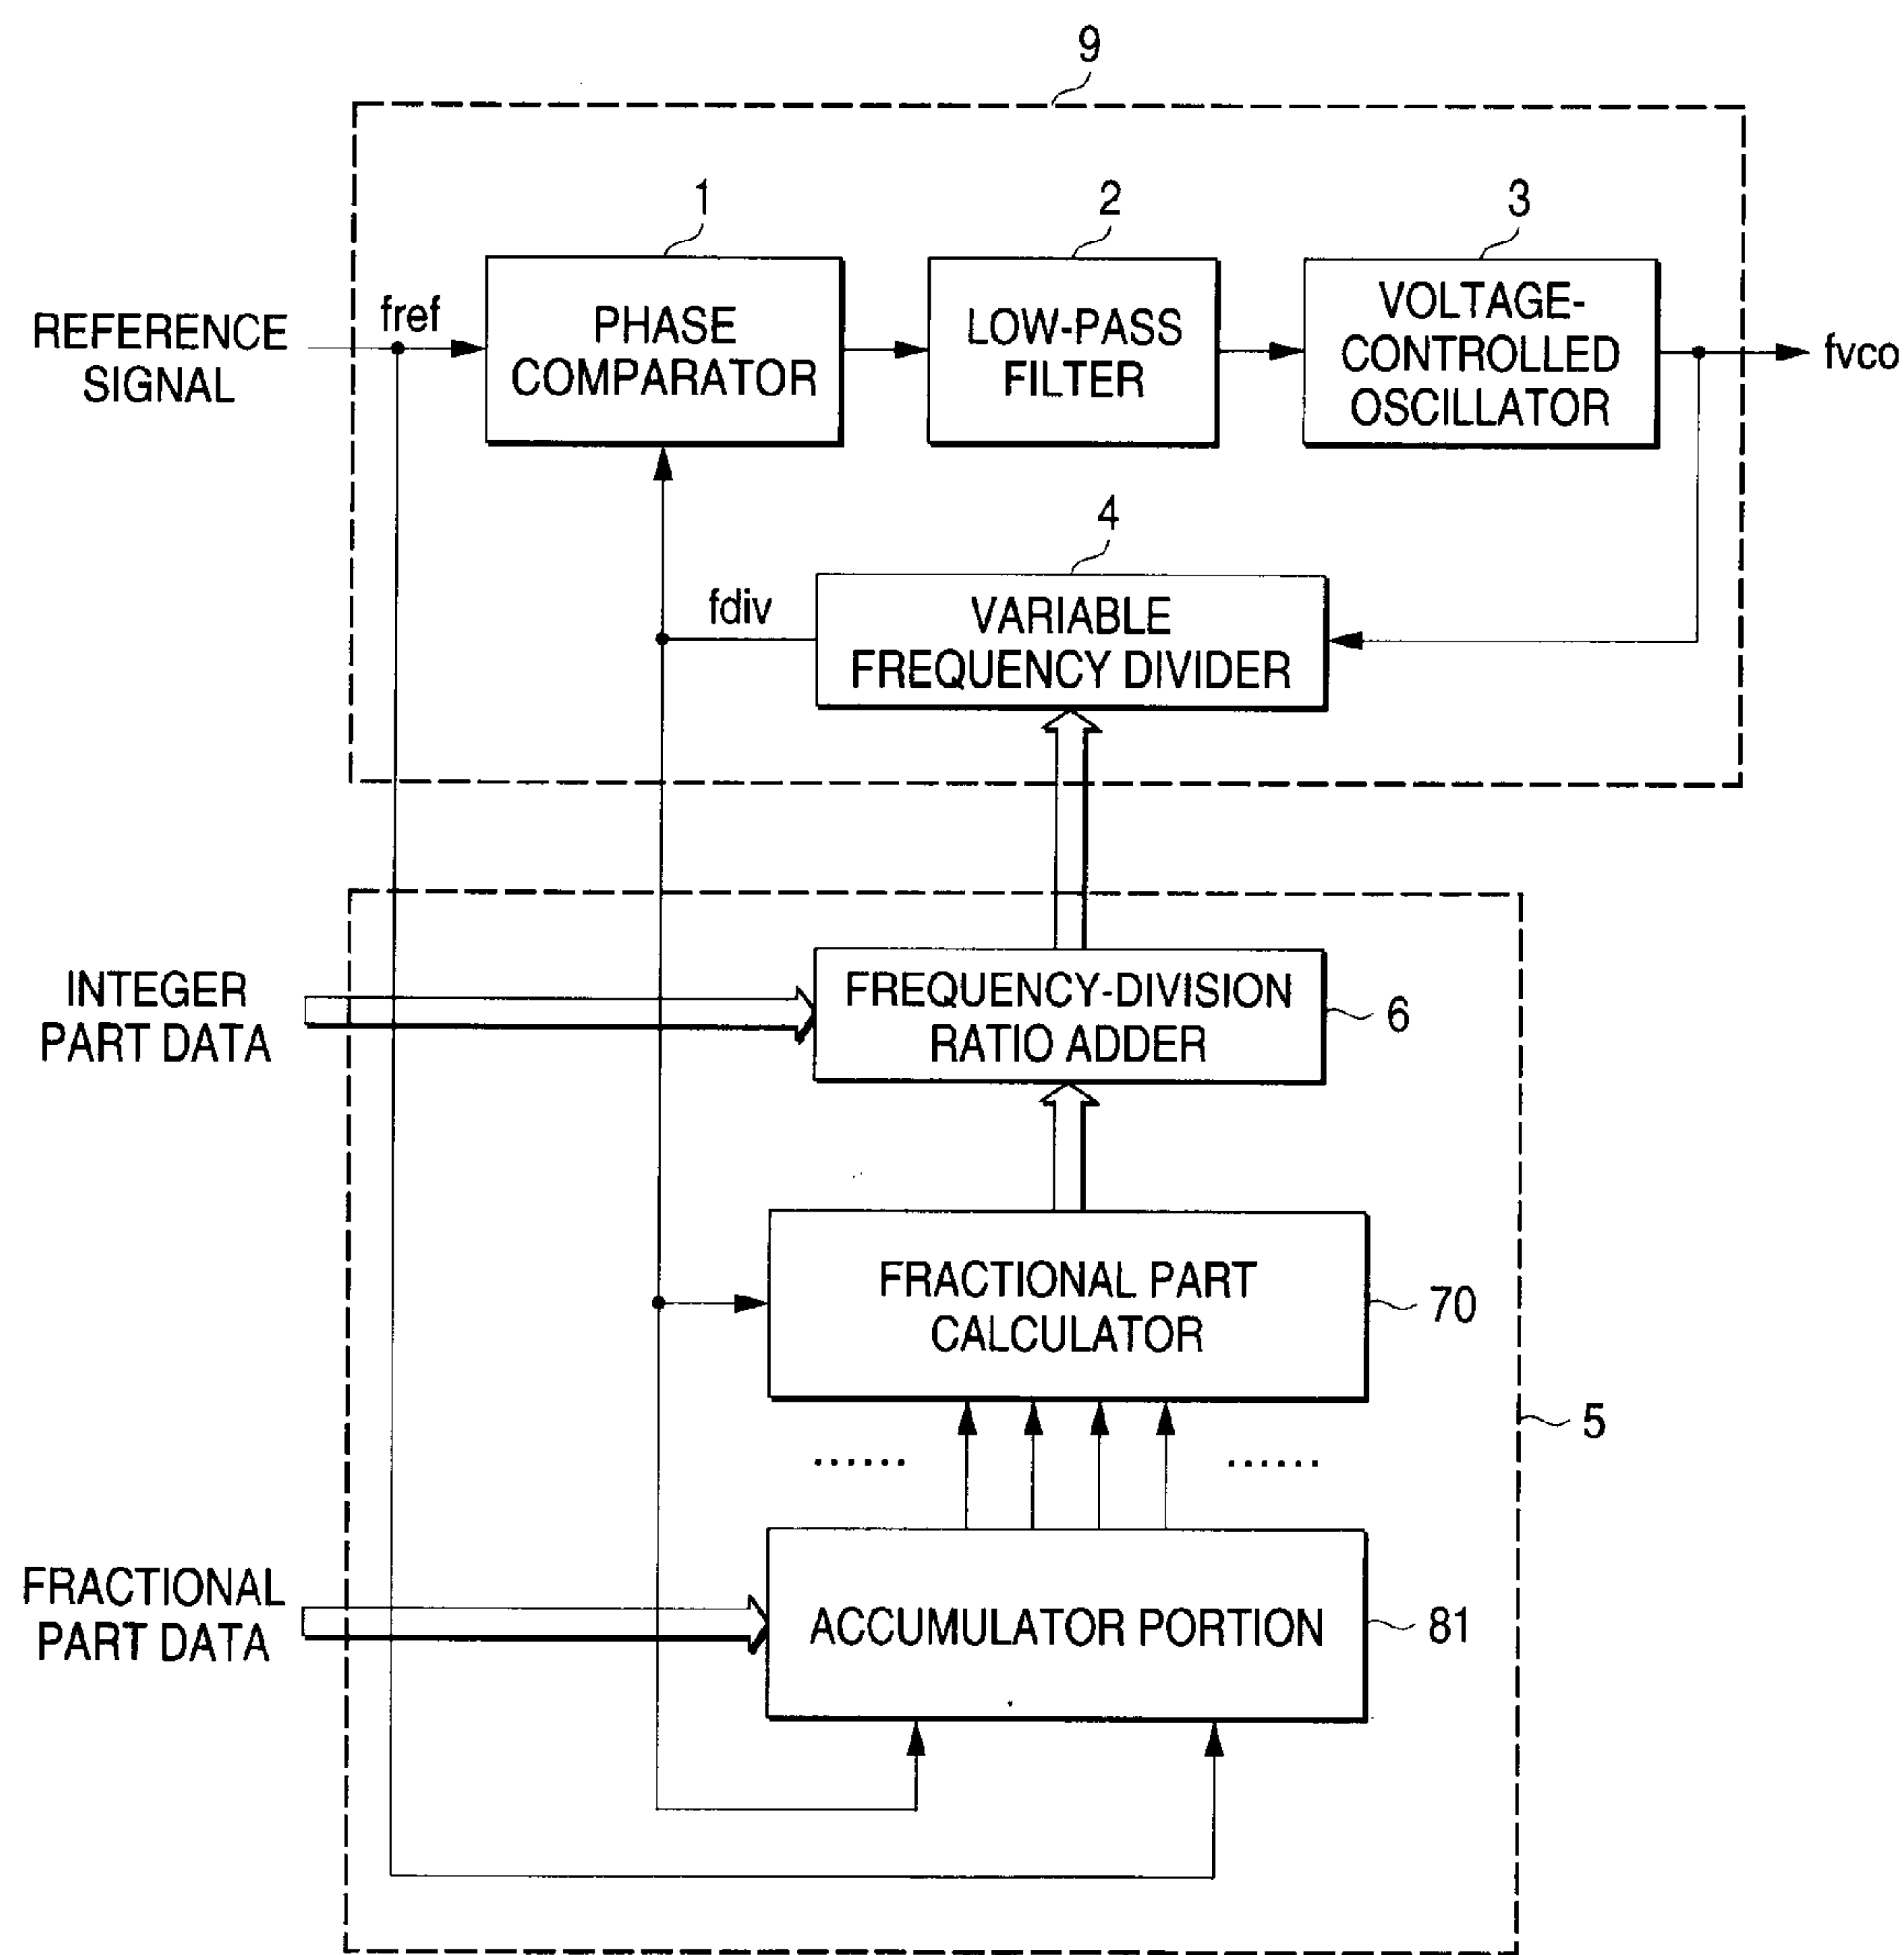 9
1
2
3
REFERENCE
SIGNAL
fref
PHASE
COMPARATOR
LOW-PASS
FILTER
VOLTAGE-
CONTROLLED
OSCILLATOR
fvco
4
fdiv
VARIABLE
FREQUENCY DIVIDER
INTEGER
PART DATA
FREQUENCY-DIVISION
RATIO ADDER
6
FRACTIONAL PART
CALCULATOR
70
5
......
......
FRACTIONAL
PART DATA
ACCUMULATOR PORTION
81